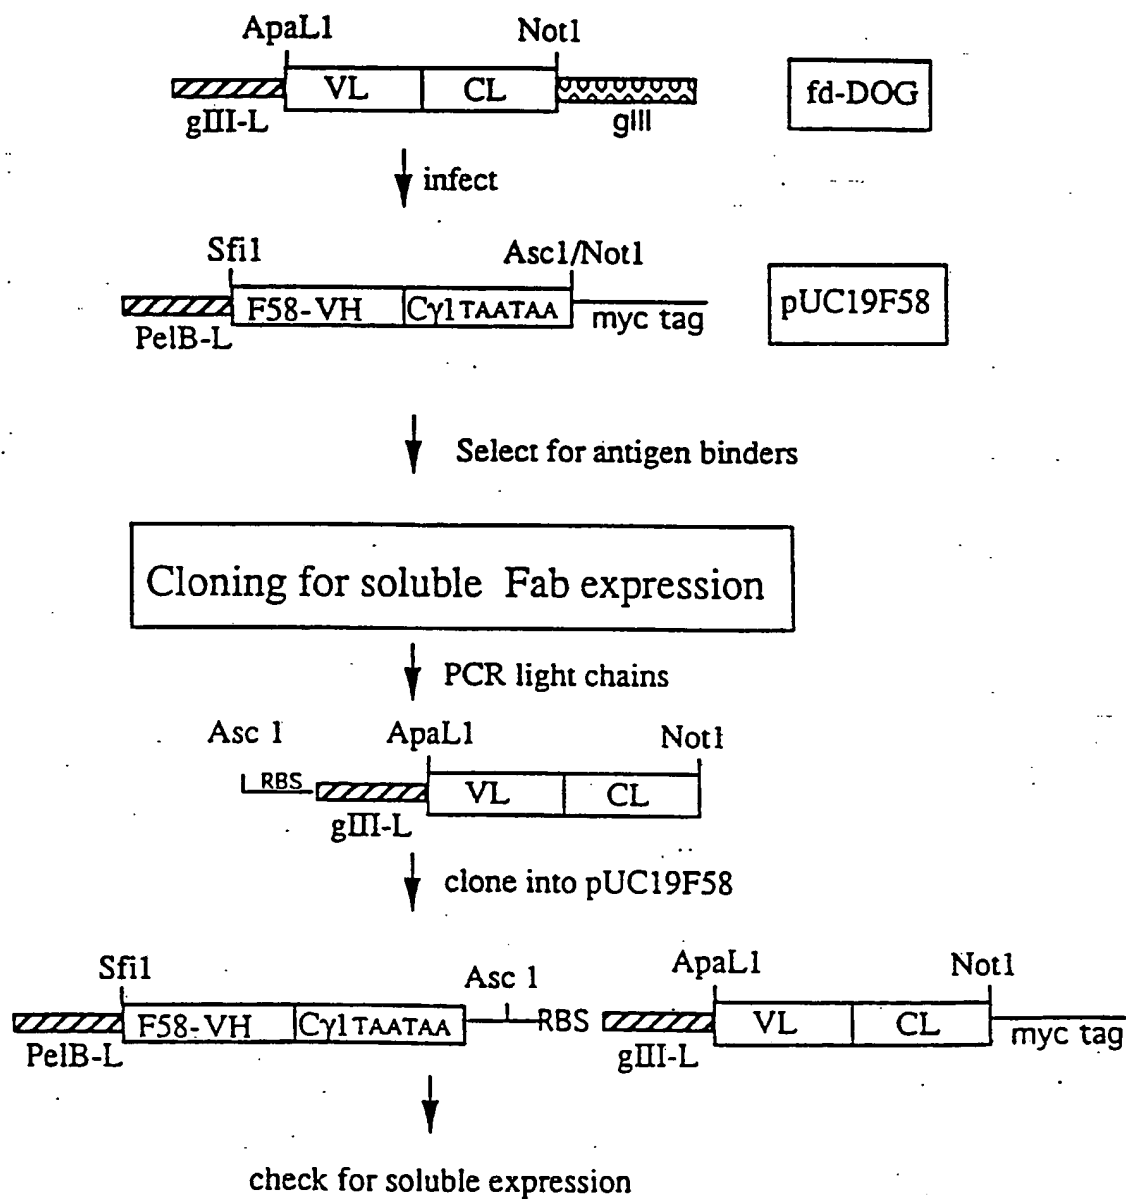 ApaL1 Not1
VL CL fd-DOG
gIII-L gIII
infect
Sfi1 Asc1/Not1
F58-VH Cγ1 TAATAA pUC19F58
PelB-L myc tag
Select for antigen binders
Cloning for soluble Fab expression
PCR light chains
Asc 1 ApaL1 Not1
RBS VL CL
gIII-L
clone into pUC19F58
Sfi1 Asc 1 ApaL1 Not1
F58-VH Cγ1 TAATAA RBS VL CL
PelB-L gIII-L myc tag
check for soluble expression